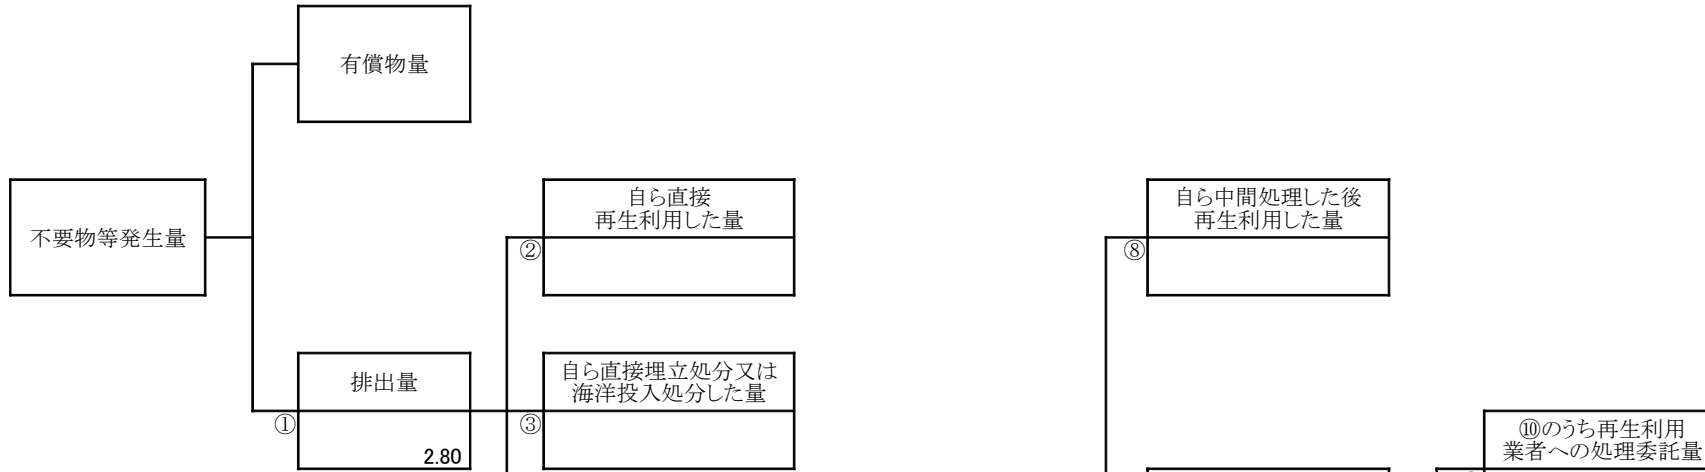 有償物量
自ら直接
再生利用した量
自ら中間処理した後
再生利用した量
不要物等発生量
②
⑧
排出量
自ら直接埋立処分又は
海洋投入処分した量
①
③
⑩のうち再生利用
業者への処理委託量
2.80